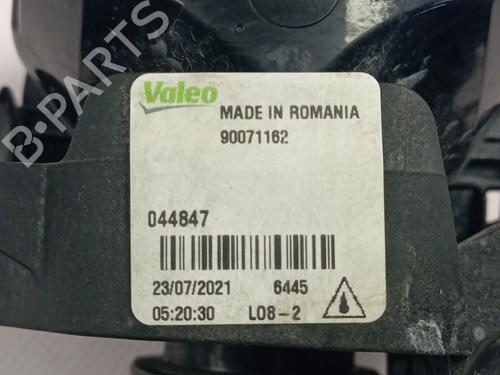 B-PARTS
Valeo
MADE IN ROMANIA
90071162
044847
23/07/2021 6445
05:20:30 L08-2